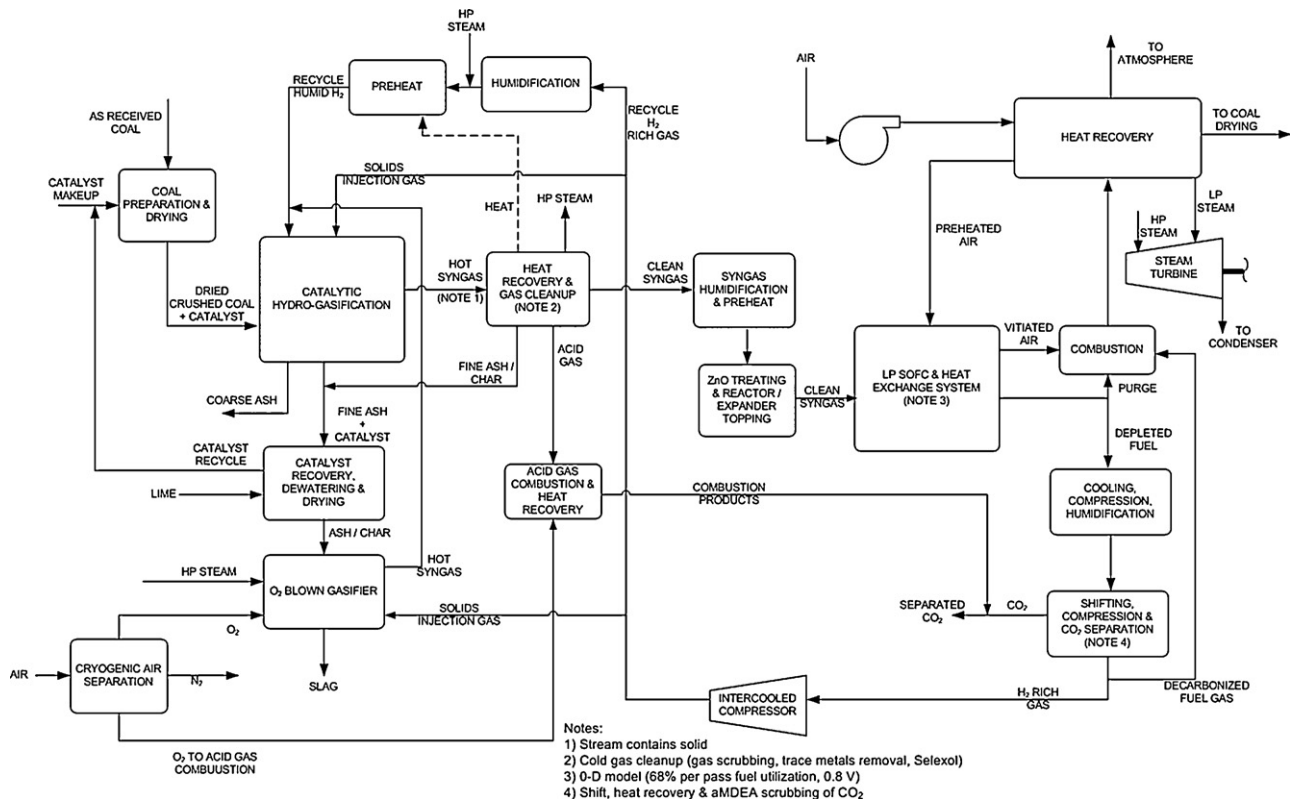 HP
STEAM
HUMIDIFICATION
PREHEAT
RECYCLE
HUMID H₂
RECYCLE
H₂
RICH GAS
AS RECEIVED
COAL
CATALYST
MAKEUP
COAL
PREPARATION &
DRYING
SOLIDS
INJECTION GAS
HEAT
HP STEAM
DRIED
CRUSHED COAL
+ CATALYST
CATALYTIC
HYDRO-GASIFICATION
HOT
SYNGAS
(NOTE 1)
HEAT
RECOVERY &
GAS CLEANUP
(NOTE 2)
CLEAN
SYNGAS
SYNGAS
HUMIDIFICATION
& PREHEAT
ACID
GAS
FINE ASH /
CHAR
COARSE ASH
FINE ASH
+
CATALYST
CATALYST
RECYCLE
LIME
CATALYST
RECOVERY,
DEWATERING &
DRYING
ASH / CHAR
ZnO TREATING
& REACTOR /
EXPANDER
TOPPING
CLEAN
SYNGAS
ACID GAS
COMBUSTION &
HEAT
RECOVERY
COMBUSTION
PRODUCTS
HP STEAM
O₂ BLOWN GASIFIER
HOT
SYNGAS
SOLIDS
INJECTION GAS
O₂
AIR
CRYOGENIC AIR
SEPARATION
N₂
SLAG
O₂ TO ACID GAS
COMBUUSTION
AIR
TO
ATMOSPHERE
HEAT RECOVERY
TO COAL
DRYING
PREHEATED
AIR
LP
STEAM
HP
STEAM
STEAM
TURBINE
TO
CONDENSER
LP SOFC & HEAT
EXCHANGE SYSTEM
(NOTE 3)
VITIATED
AIR
COMBUSTION
PURGE
DEPLETED
FUEL
COOLING,
COMPRESSION,
HUMIDIFICATION
SEPARATED
CO₂
CO₂
SHIFTING,
COMPRESSION &
CO₂ SEPARATION
(NOTE 4)
DECARBONIZED
FUEL GAS
H₂ RICH
GAS
INTERCOOLED
COMPRESSOR
Notes:
1) Stream contains solid
2) Cold gas cleanup (gas scrubbing, trace metals removal, Selexol)
3) 0-D model (68% per pass fuel utilization, 0.8 V)
4) Shift, heat recovery & aMDEA scrubbing of CO₂